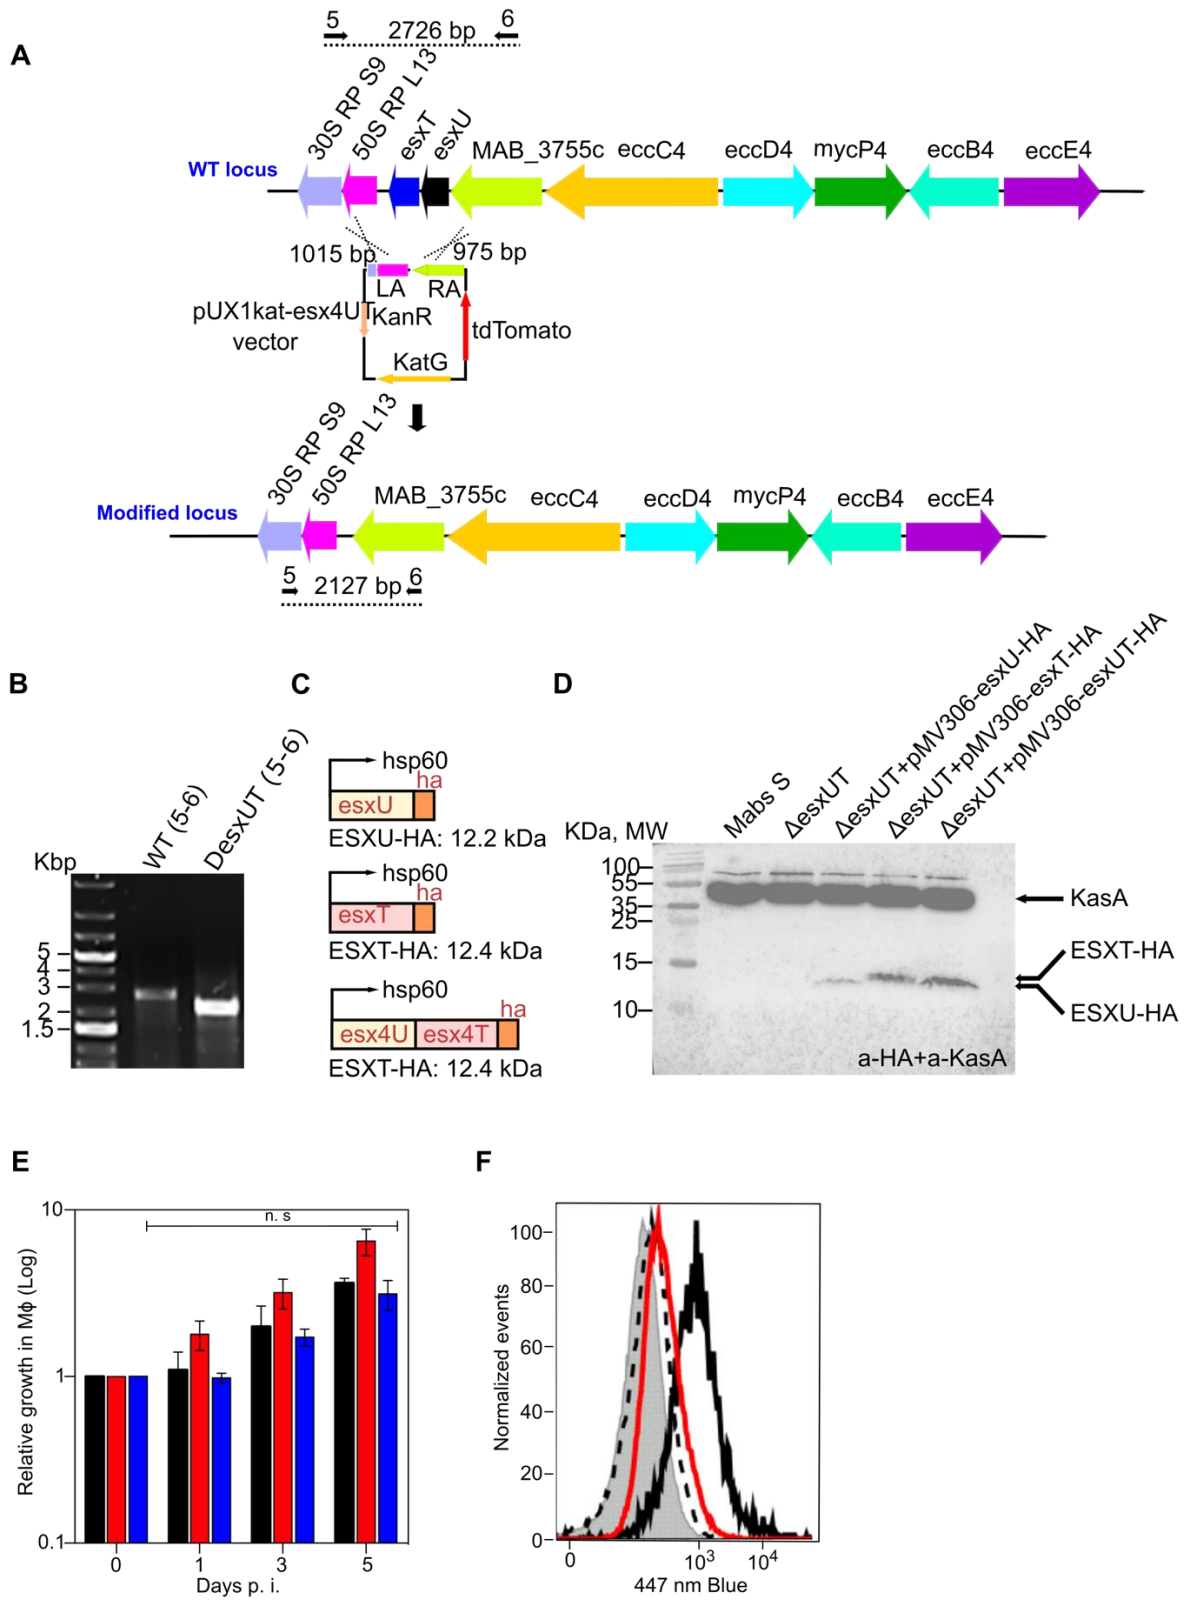 A
5
2726 bp
6
30S RP S9
50S RP L13
esxT
esxU
MAB_3755c
eccC4
eccD4
mycP4
eccB4
eccE4
WT locus
1015 bp
975 bp
LA
RA
pUX1kat-esx4UT
vector
KanR
tdTomato
KatG
30S RP S9
50S RP L13
MAB_3755c
eccC4
eccD4
mycP4
eccB4
eccE4
Modified locus
5
2127 bp
6
B
Kbp
WT (5-6)
DesxUT (5-6)
5
4
3
2
1.5
C
hsp60
ha
esxU
ESXU-HA: 12.2 kDa
hsp60
ha
esxT
ESXT-HA: 12.4 kDa
hsp60
ha
esx4U
esx4T
ESXT-HA: 12.4 kDa
D
KDa, MW
Mabs S
ΔesxUT
ΔesxUT+pMV306-esxU-HA
ΔesxUT+pMV306-esxT-HA
ΔesxUT+pMV306-esxUT-HA
100
55
35
25
15
10
KasA
ESXT-HA
ESXU-HA
a-HA+a-KasA
E
Relative growth in Mϕ (Log)
10
1
0.1
n. s
0
1
3
5
Days p. i.
F
Normalized events
100
80
60
40
20
0
0
10³
10⁴
447 nm Blue